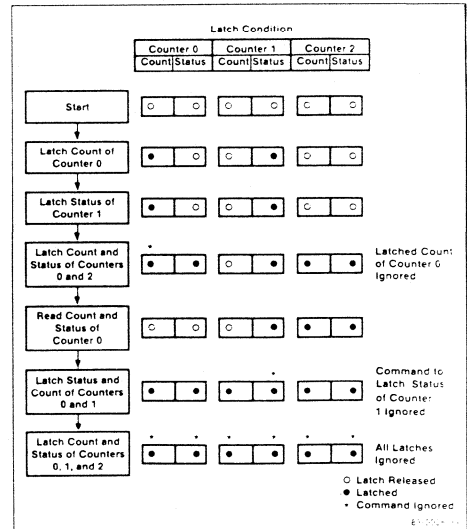 Latch Condition
Counter 0 Counter 1 Counter 2
Count Status Count Status Count Status
Start
Latch Count of
Counter 0
Latch Status of
Counter 1
Latch Count and
Status of Counters
0 and 2
Latched Count
of Counter 0
Ignored
Read Count and
Status of
Counter 0
Latch Status and
Count of Counters
0 and 1
Command to
Latch Status
of Counter
1 Ignored
Latch Count and
Status of Counters
0, 1, and 2
All Latches
Ignored
○ Latch Released
● Latched
* Command Ignored